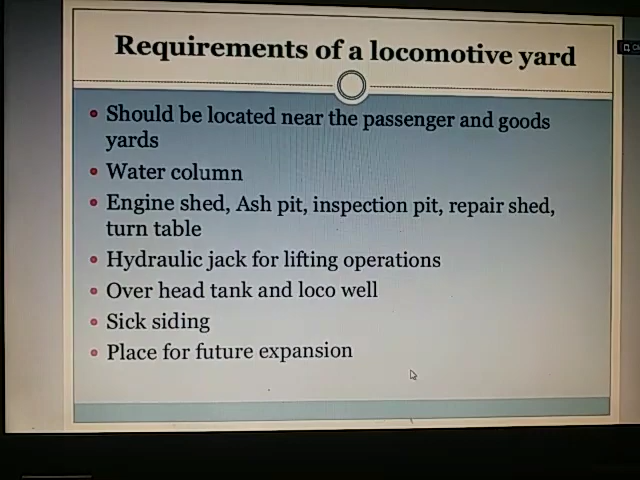 Requirements of a locomotive yard
Should be located near the passenger and goods
yards
Water column
Engine shed, Ash pit, inspection pit, repair shed,
turn table
Hydraulic jack for lifting operations
Over head tank and loco well
Sick siding
Place for future expansion